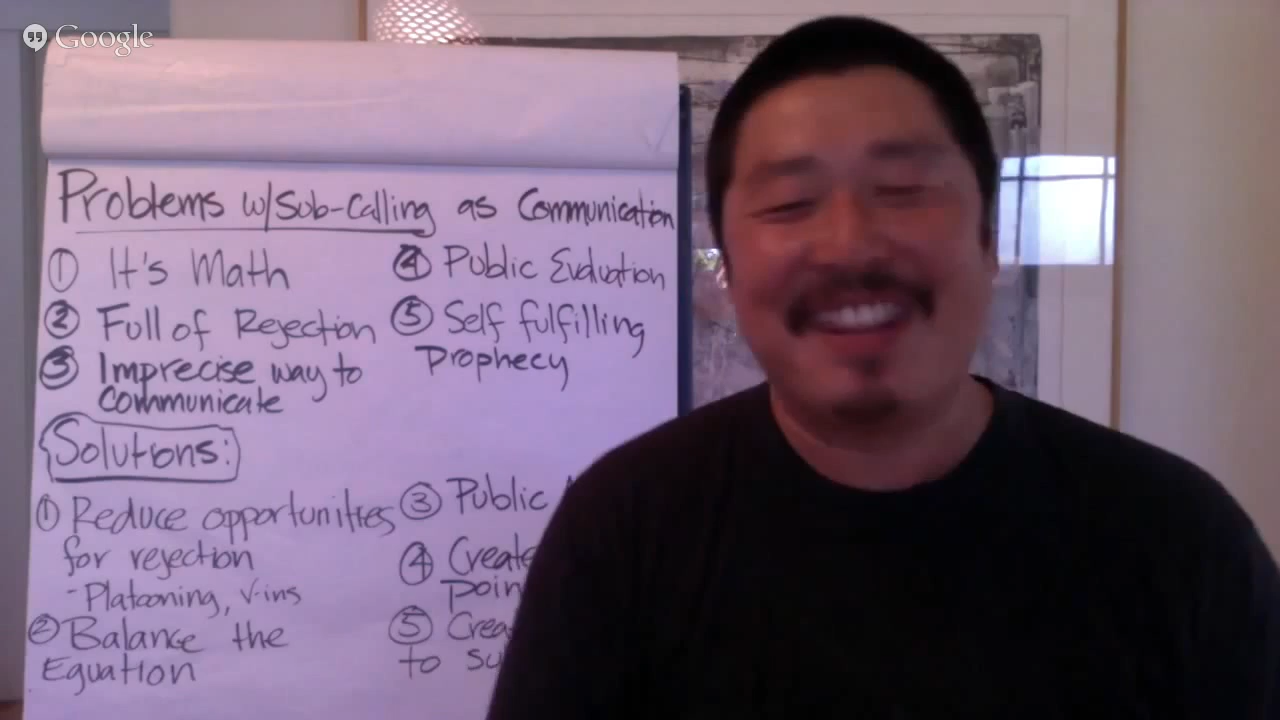 Google
Problems w/Sub-Calling as Communication
① It's Math
② Full of Rejection
③ Imprecise way to
Communicate
④ Public Evaluation
⑤ Self fulfilling
Prophecy
Solutions:
① Reduce opportunities
for rejection
- Platooning, √-ins
② Balance the
Equation
③ Public
④ Create
poin
⑤ Crea
to su